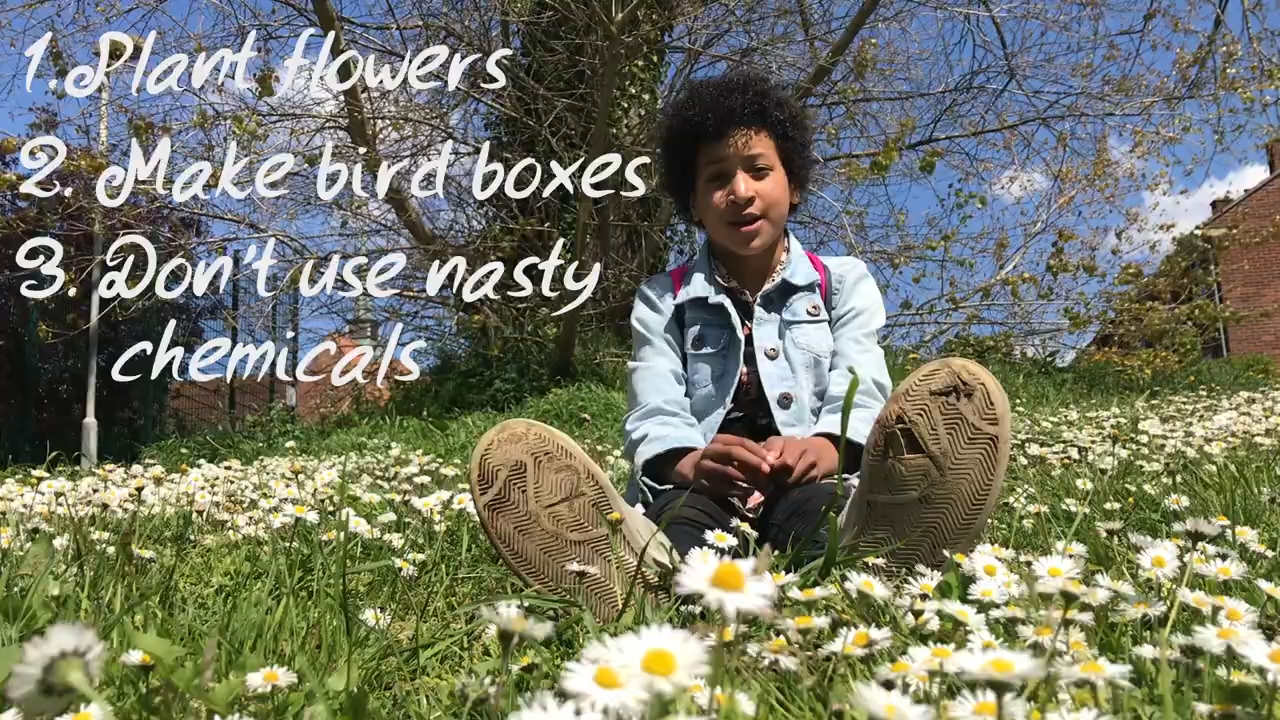 1. Plant flowers
2. Make bird boxes
3. Don't use nasty
chemicals